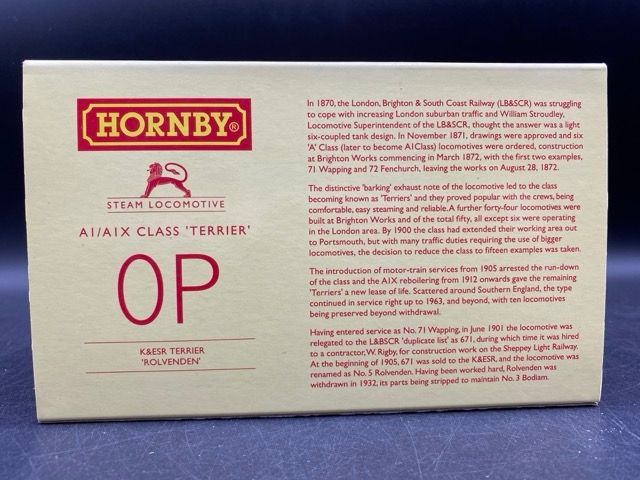 HORNBY®
STEAM LOCOMOTIVE
A1/A1X CLASS 'TERRIER'
0P
K&ESR TERRIER
'ROLVENDEN'
In 1870, the London, Brighton & South Coast Railway (LB&SCR) was struggling
to cope with increasing London suburban traffic and William Stroudley,
Locomotive Superintendent of the LB&SCR, thought the answer was a light
six-coupled tank design. In November 1871, drawings were approved and six
'A' Class (later to become A1Class) locomotives were ordered, construction
at Brighton Works commencing in March 1872, with the first two examples,
71 Wapping and 72 Fenchurch, leaving the works on August 28, 1872.
The distinctive 'barking' exhaust note of the locomotive led to the class
becoming known as 'Terriers' and they proved popular with the crews, being
comfortable, easy steaming and reliable. A further forty-four locomotives were
built at Brighton Works and of the total fifty, all except six were operating
in the London area. By 1900 the class had extended their working area out
to Portsmouth, but with many traffic duties requiring the use of bigger
locomotives, the decision to reduce the class to fifteen examples was taken.
The introduction of motor-train services from 1905 arrested the run-down
of the class and the A1X reboilering from 1912 onwards gave the remaining
'Terriers' a new lease of life. Scattered around Southern England, the type
continued in service right up to 1963, and beyond, with ten locomotives
being preserved beyond withdrawal.
Having entered service as No. 71 Wapping, in June 1901 the locomotive was
relegated to the L&BSCR 'duplicate list' as 671, during which time it was hired
to a contractor, W. Rigby, for construction work on the Sheppey Light Railway.
At the beginning of 1905, 671 was sold to the K&ESR, and the locomotive was
renamed as No. 5 Rolvenden. Having been worked hard, Rolvenden was
withdrawn in 1932, its parts being stripped to maintain No. 3 Bodiam.